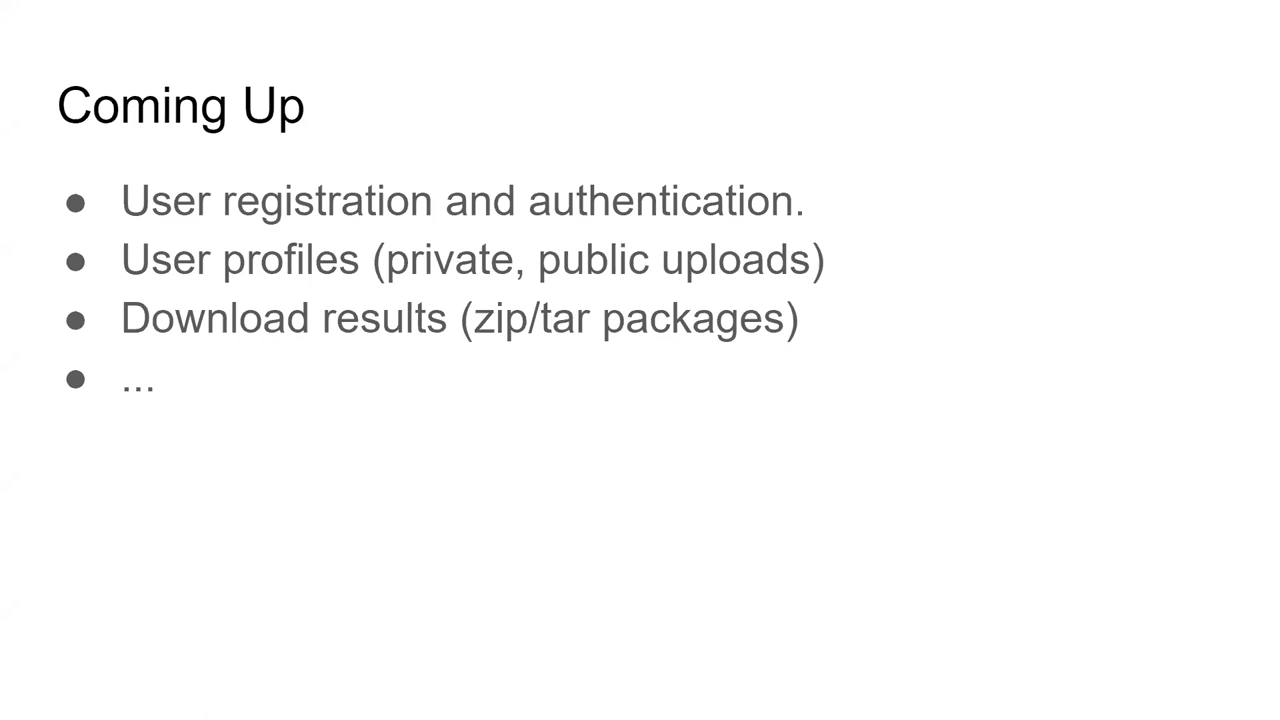 Coming Up
● User registration and authentication.
● User profiles (private, public uploads)
● Download results (zip/tar packages)
● ...